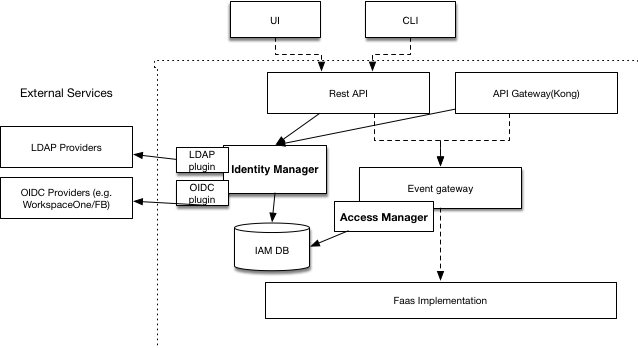 UI
CLI
External Services
Rest API
API Gateway(Kong)
LDAP Providers
LDAP
plugin
Identity Manager
OIDC Providers (e.g.
WorkspaceOne/FB)
OIDC
plugin
Event gateway
Access Manager
IAM DB
Faas Implementation